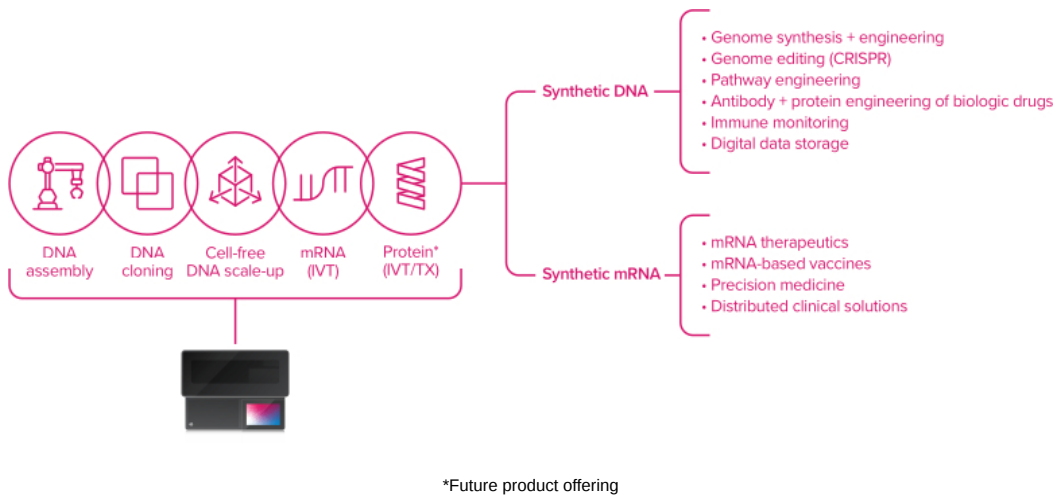 DNA
assembly
DNA
cloning
Cell-free
DNA scale-up
mRNA
(IVT)
Protein*
(IVT/TX)
Synthetic DNA
• Genome synthesis + engineering
• Genome editing (CRISPR)
• Pathway engineering
• Antibody + protein engineering of biologic drugs
• Immune monitoring
• Digital data storage
Synthetic mRNA
• mRNA therapeutics
• mRNA-based vaccines
• Precision medicine
• Distributed clinical solutions
*Future product offering